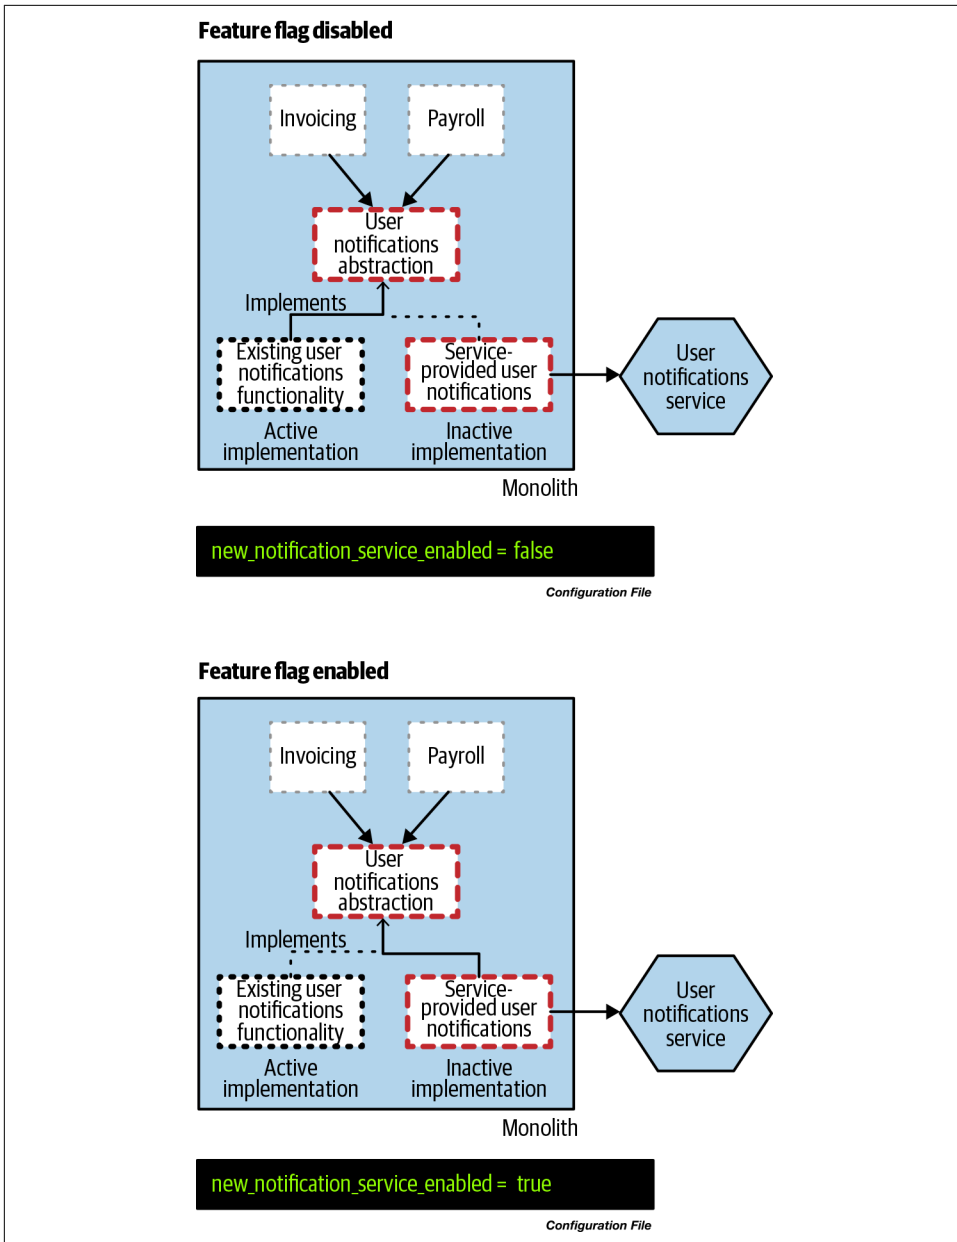 Feature flag disabled
Invoicing
Payroll
User
notifications
abstraction
Implements
Existing user
notifications
functionality
Service-
provided user
notifications
User
notifications
service
Active
implementation
Inactive
implementation
Monolith
new_notification_service_enabled = false
Configuration File
Feature flag enabled
Invoicing
Payroll
User
notifications
abstraction
Implements
Existing user
notifications
functionality
Service-
provided user
notifications
User
notifications
service
Active
implementation
Inactive
implementation
Monolith
new_notification_service_enabled = true
Configuration File